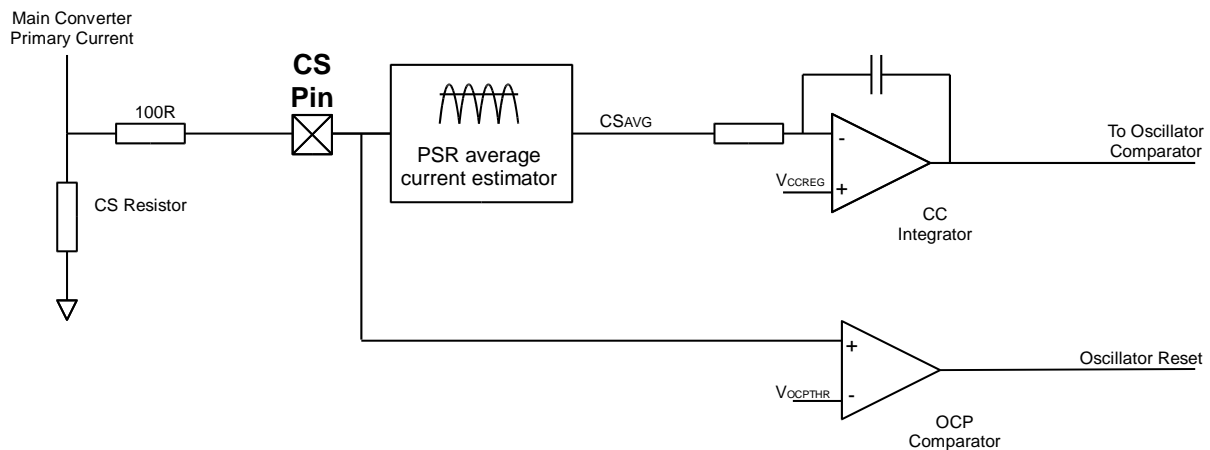 Main Converter
Primary Current
100R
CS
Pin
CS Resistor
PSR average
current estimator
CSAVG
-
VCCREG
+
CC
Integrator
To Oscillator
Comparator
+
VOCPTHR
-
OCP
Comparator
Oscillator Reset